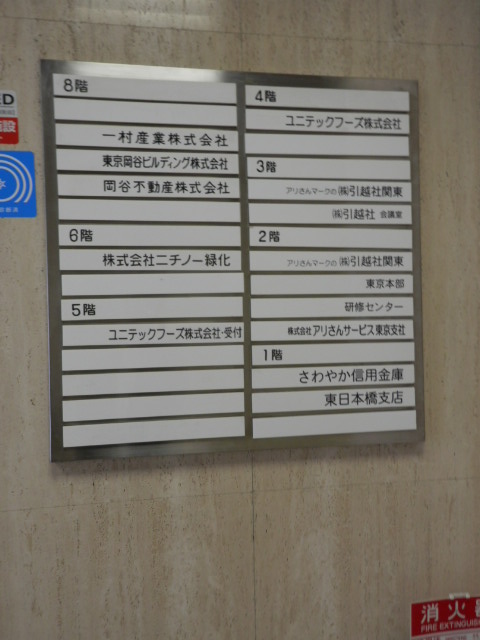 8階
一村産業株式会社
東京岡谷ビルディング株式会社
岡谷不動産株式会社
6階
株式会社ニチノー緑化
5階
ユニテックフーズ株式会社・受付
4階
ユニテックフーズ株式会社
3階
アリさんマークの㈱引越社関東
㈱引越社 会議室
2階
アリさんマークの㈱引越社関東
東京本部
研修センター
株式会社アリさんサービス東京支社
1階
さわやか信用金庫
東日本橋支店
ED
設
消火
FIRE EXTINGUISH